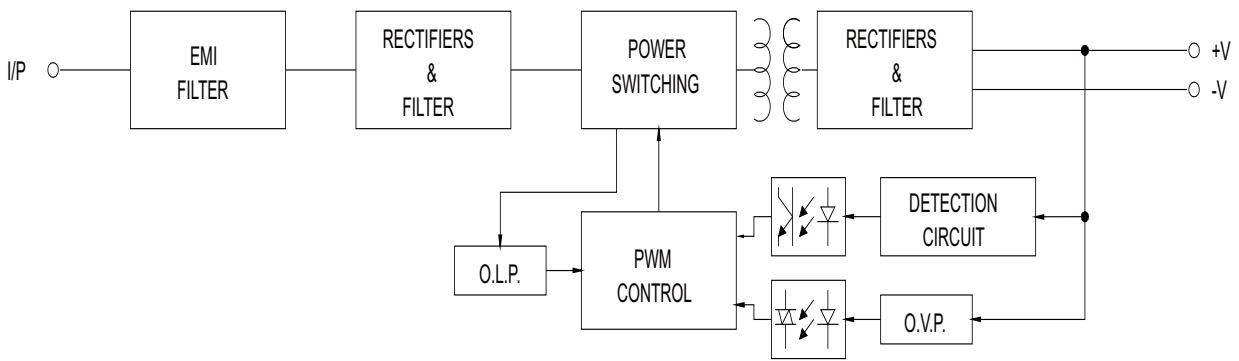 I/P
EMI
FILTER
RECTIFIERS
&
FILTER
POWER
SWITCHING
RECTIFIERS
&
FILTER
+V
-V
DETECTION
CIRCUIT
O.L.P.
PWM
CONTROL
O.V.P.